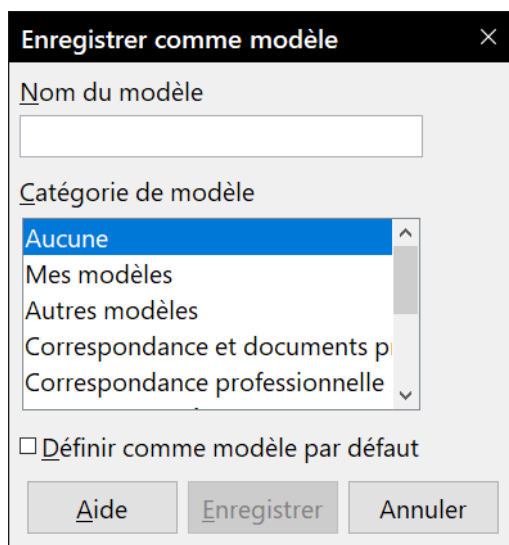 Enregistrer comme modèle
Nom du modèle
Catégorie de modèle
Aucune
Mes modèles
Autres modèles
Correspondance et documents
Correspondance professionnelle
Définir comme modèle par défaut
Aide
Enregistrer
Annuler